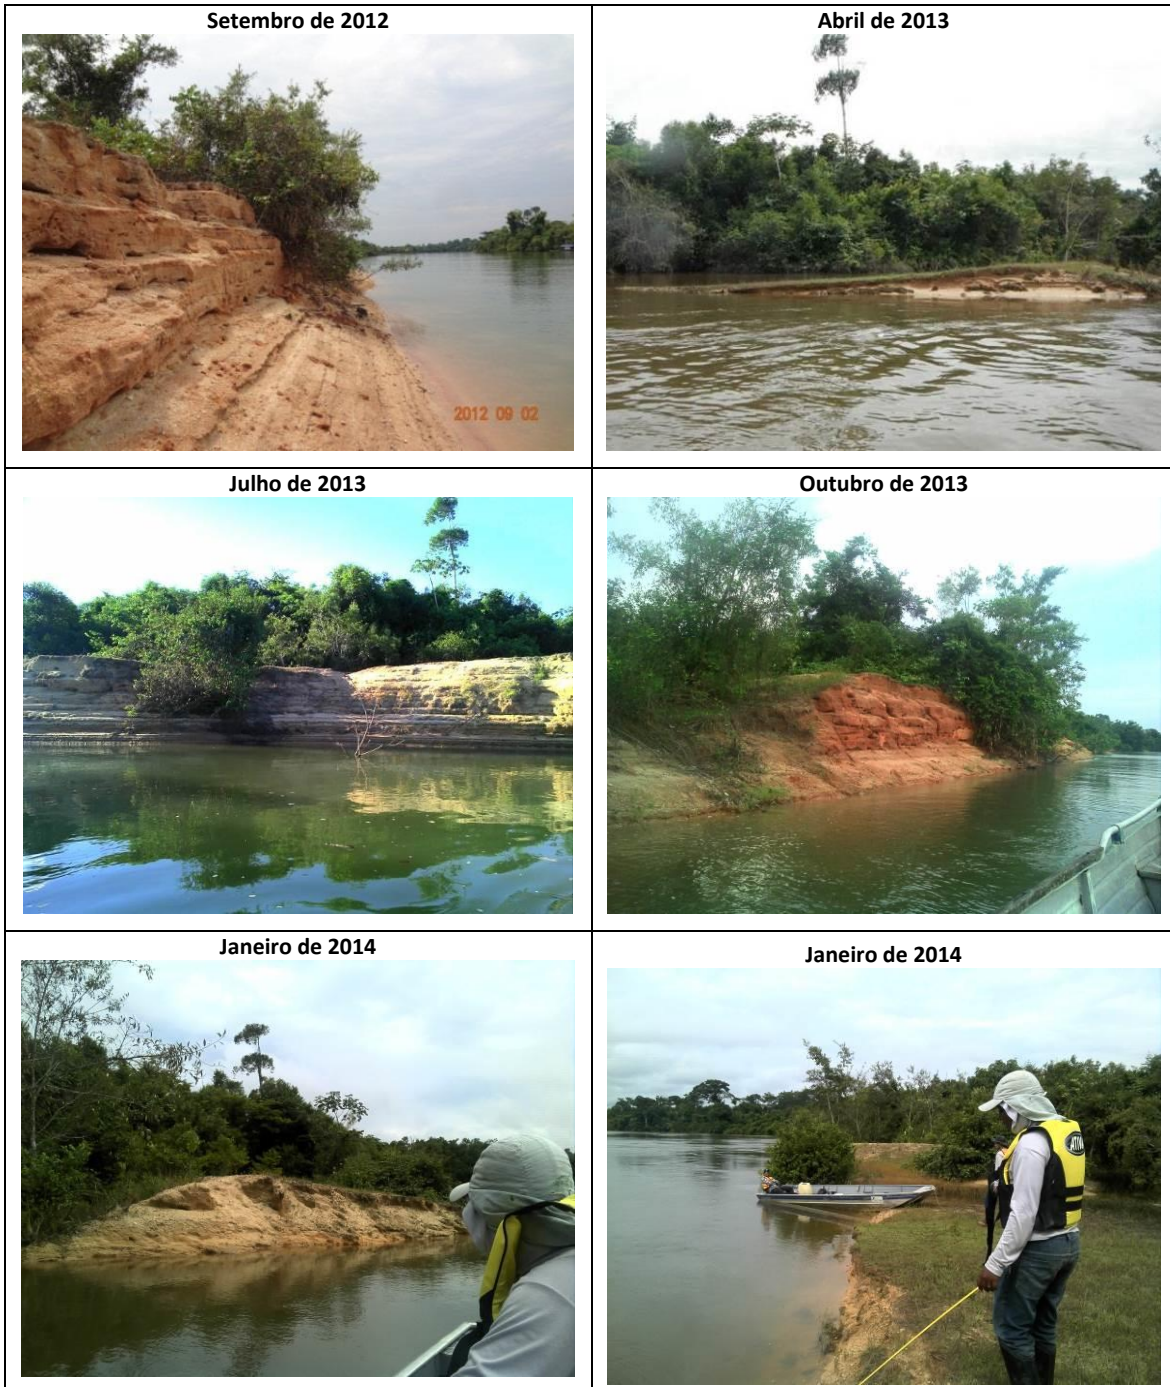 Setembro de 2012
Abril de 2013
2012 09 02
Julho de 2013
Outubro de 2013
Janeiro de 2014
Janeiro de 2014